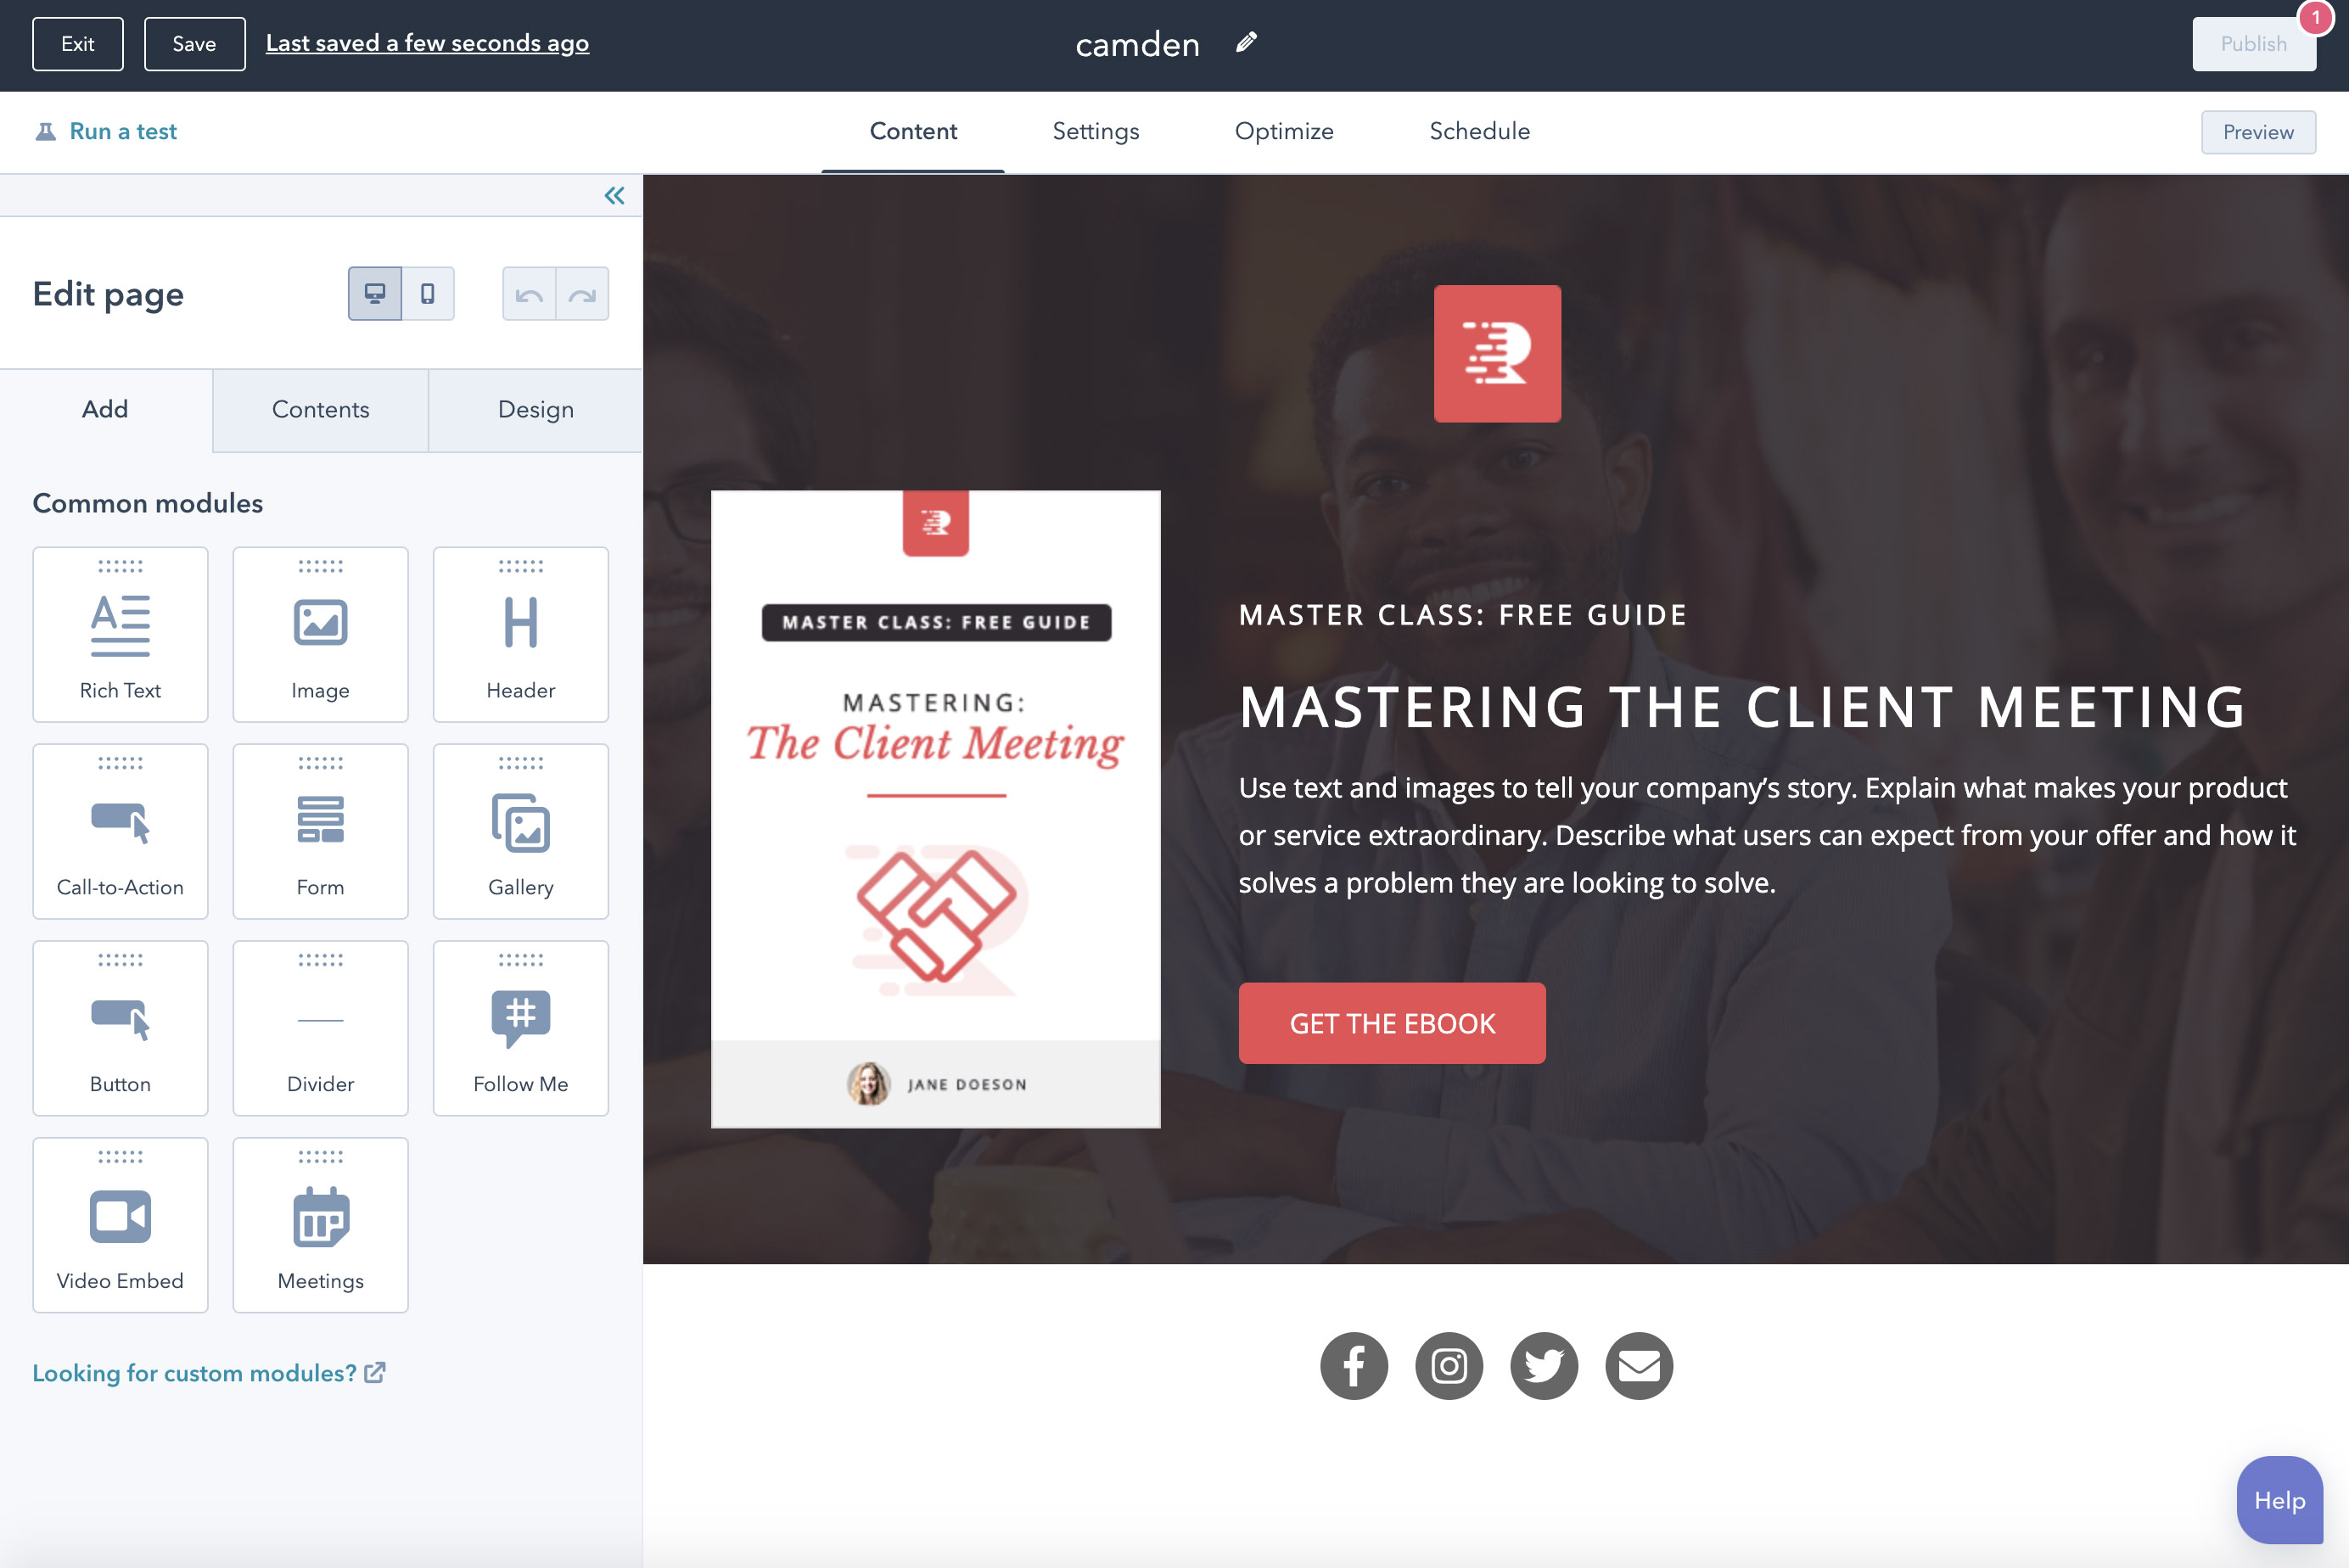 Exit
Save
Last saved a few seconds ago
camden
Publish
1
Run a test
Content
Settings
Optimize
Schedule
Preview
Edit page
Add
Contents
Design
Common modules
Rich Text
Image
Header
Call-to-Action
Form
Gallery
Button
Divider
Follow Me
Video Embed
Meetings
Looking for custom modules?
MASTER CLASS: FREE GUIDE
MASTERING:
The Client Meeting
JANE DOESON
MASTER CLASS: FREE GUIDE
MASTERING THE CLIENT MEETING
Use text and images to tell your company’s story. Explain what makes your product
or service extraordinary. Describe what users can expect from your offer and how it
solves a problem they are looking to solve.
GET THE EBOOK
Help